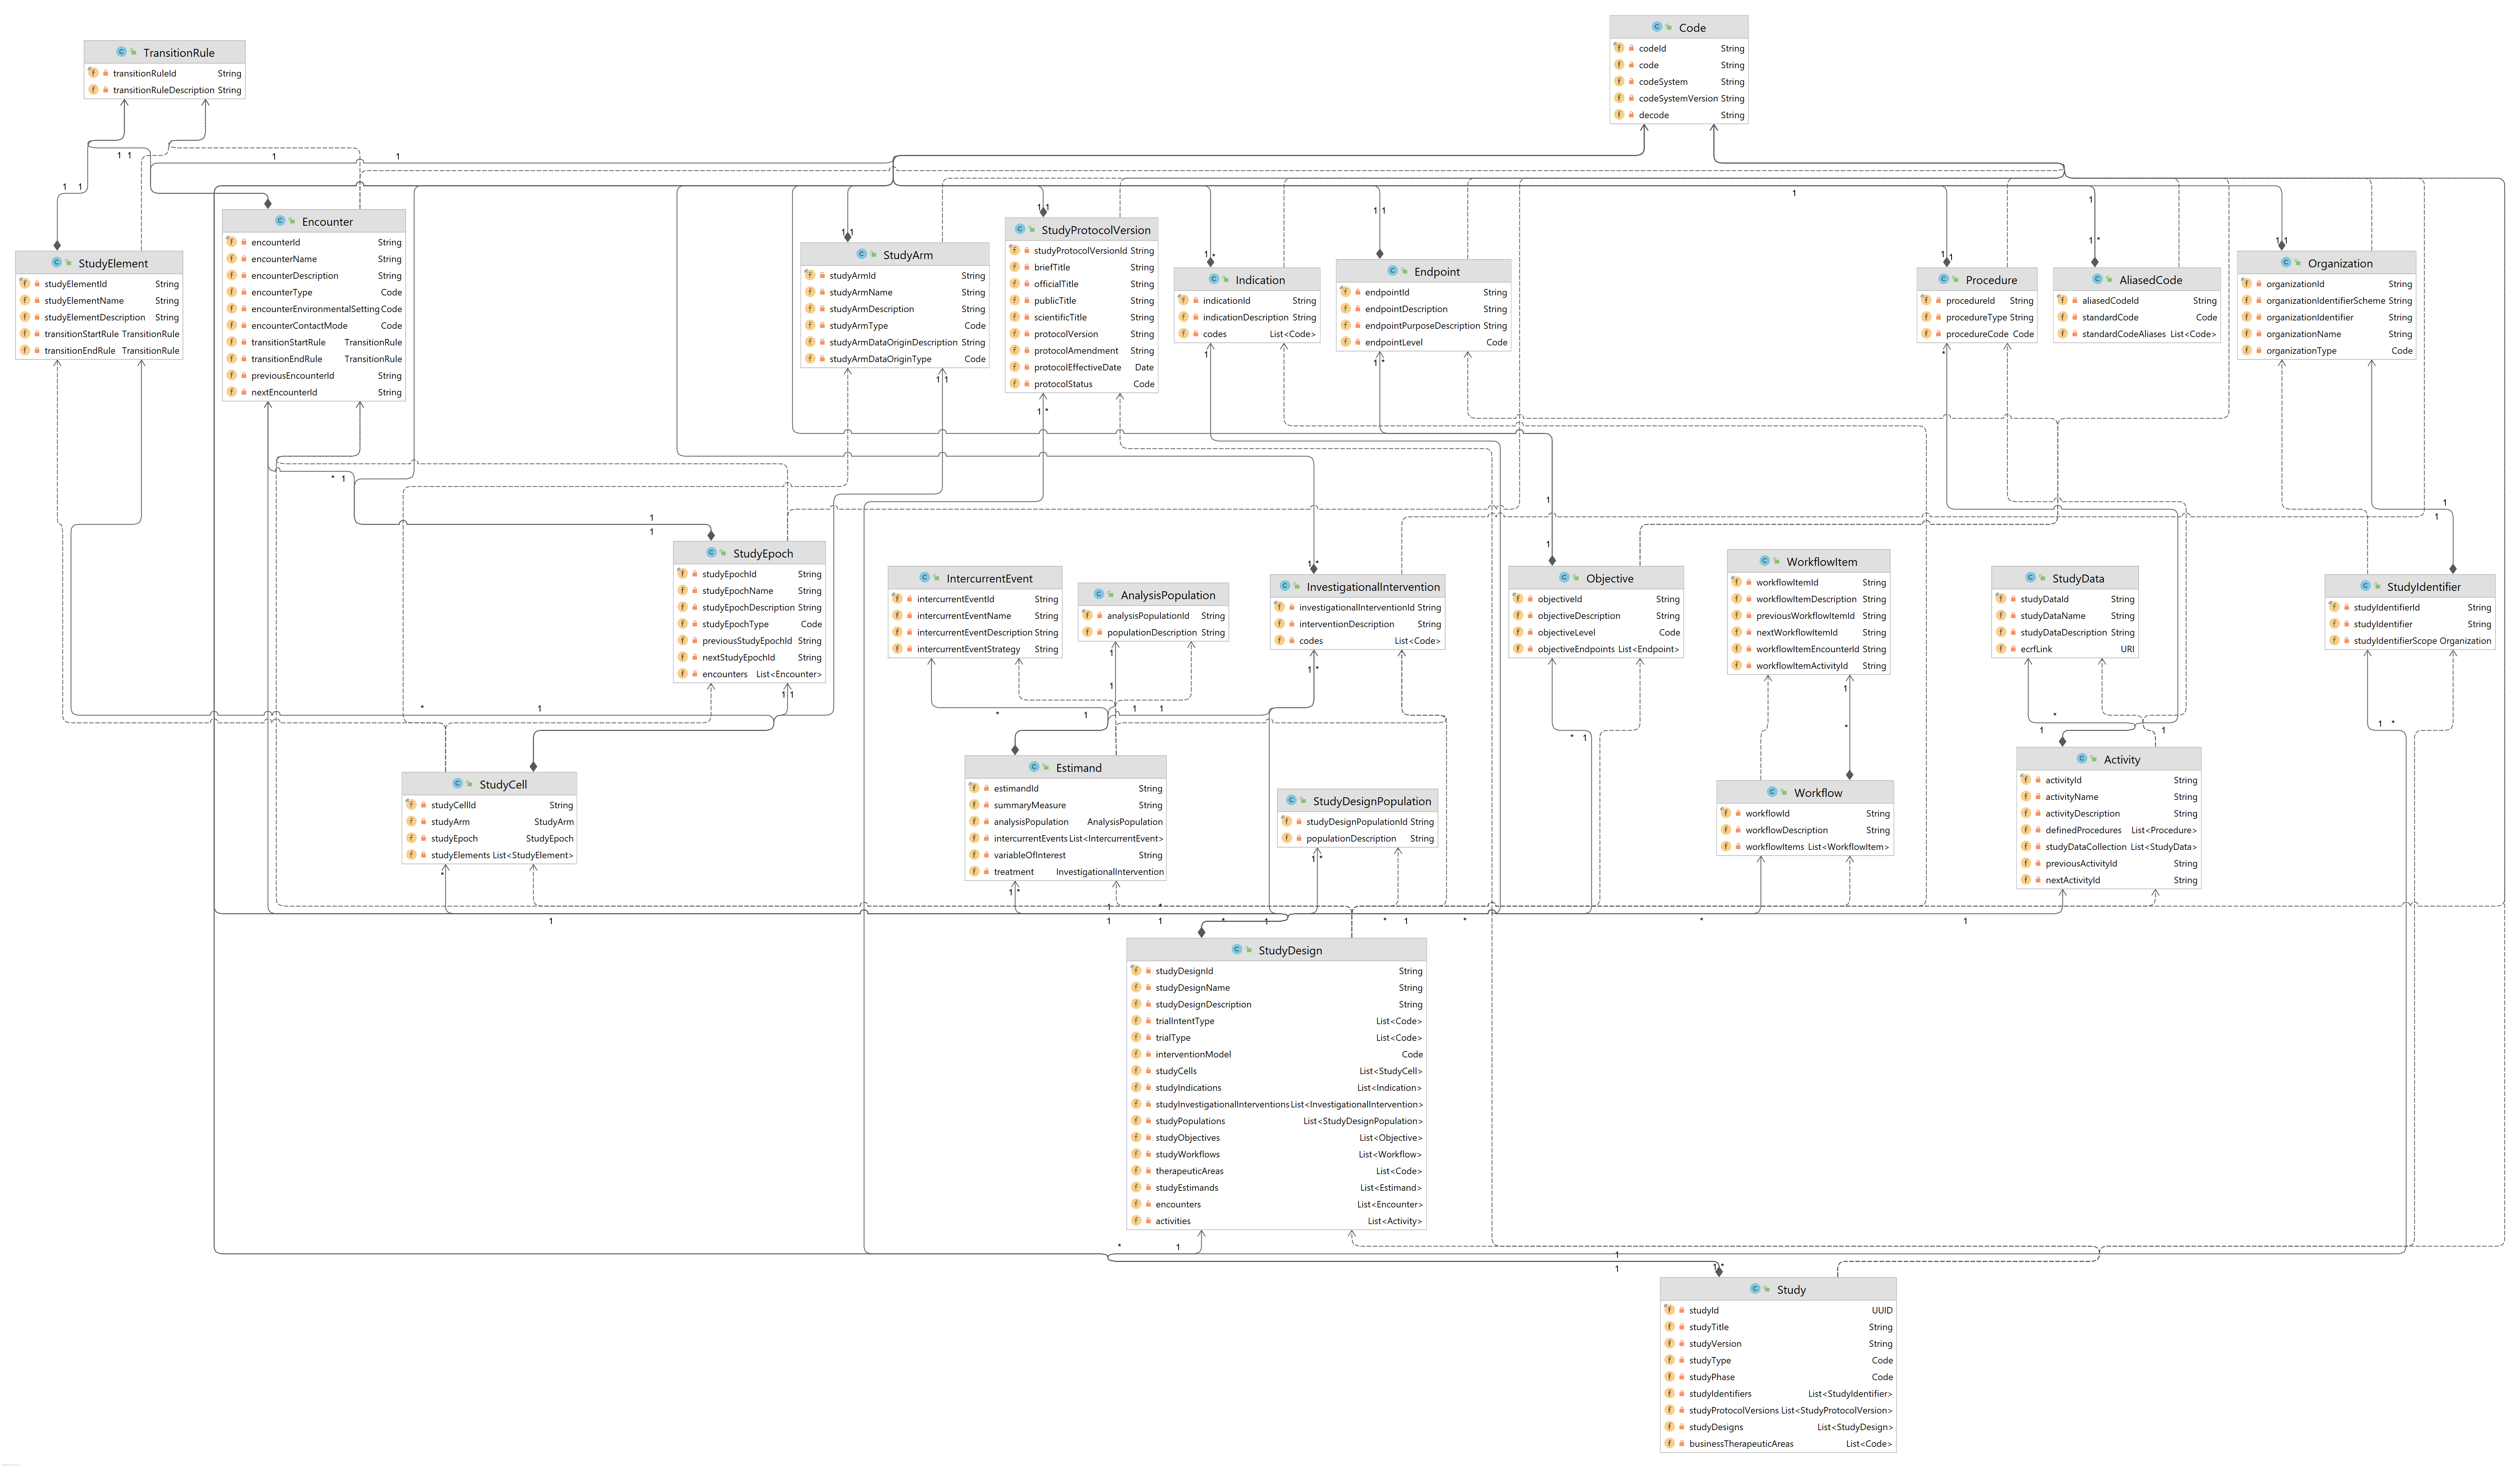 Code
codeId String
code String
codeSystem String
codeSystemVersion String
decode String
TransitionRule
transitionRuleId String
transitionRuleDescription String
Encounter
encounterId String
encounterName String
encounterDescription String
encounterType Code
encounterEnvironmentalSetting Code
encounterContactMode Code
transitionStartRule TransitionRule
transitionEndRule TransitionRule
previousEncounterId String
nextEncounterId String
StudyProtocolVersion
studyProtocolVersionId String
briefTitle String
officialTitle String
publicTitle String
scientificTitle String
protocolVersion String
protocolAmendment String
protocolEffectiveDate Date
protocolStatus Code
StudyArm
studyArmId String
studyArmName String
studyArmDescription String
studyArmType Code
studyArmDataOriginDescription String
studyArmDataOriginType Code
StudyElement
studyElementId String
studyElementName String
studyElementDescription String
transitionStartRule TransitionRule
transitionEndRule TransitionRule
Indication
indicationId String
indicationDescription String
codes List<Code>
Endpoint
endpointId String
endpointDescription String
endpointPurposeDescription String
endpointLevel Code
Procedure
procedureId String
procedureType String
procedureCode Code
AliasedCode
aliasedCodeId String
standardCode Code
standardCodeAliases List<Code>
Organization
organizationId String
organizationIdentifierScheme String
organizationIdentifier String
organizationName String
organizationType Code
StudyEpoch
studyEpochId String
studyEpochName String
studyEpochDescription String
studyEpochType Code
previousStudyEpochId String
nextStudyEpochId String
encounters List<Encounter>
IntercurrentEvent
intercurrentEventId String
intercurrentEventName String
intercurrentEventDescription String
intercurrentEventStrategy String
AnalysisPopulation
analysisPopulationId String
populationDescription String
InvestigationalIntervention
investigationalInterventionId String
interventionDescription String
codes List<Code>
Objective
objectiveId String
objectiveDescription String
objectiveLevel Code
objectiveEndpoints List<Endpoint>
WorkflowItem
workflowItemId String
workflowItemDescription String
previousWorkflowItemId String
nextWorkflowItemId String
workflowItemEncounterId String
workflowItemActivityId String
StudyData
studyDataId String
studyDataName String
studyDataDescription String
ecrfLink URI
StudyIdentifier
studyIdentifierId String
studyIdentifier String
studyIdentifierScope Organization
StudyCell
studyCellId String
studyArm StudyArm
studyEpoch StudyEpoch
studyElements List<StudyElement>
Estimand
estimandId String
summaryMeasure String
analysisPopulation AnalysisPopulation
intercurrentEvents List<IntercurrentEvent>
variableOfInterest String
treatment InvestigationalIntervention
StudyDesignPopulation
studyDesignPopulationId String
populationDescription String
Workflow
workflowId String
workflowDescription String
workflowItems List<WorkflowItem>
Activity
activityId String
activityName String
activityDescription String
definedProcedures List<Procedure>
studyDataCollection List<StudyData>
previousActivityId String
nextActivityId String
StudyDesign
studyDesignId String
studyDesignName String
studyDesignDescription String
trialIntentType List<Code>
trialType List<Code>
interventionModel Code
studyCells List<StudyCell>
studyIndications List<Indication>
studyInvestigationalInterventions List<InvestigationalIntervention>
studyPopulations List<StudyDesignPopulation>
studyObjectives List<Objective>
studyWorkflows List<Workflow>
therapeuticAreas List<Code>
studyEstimands List<Estimand>
encounters List<Encounter>
activities List<Activity>
Study
studyId UUID
studyTitle String
studyVersion String
studyType Code
studyPhase Code
studyIdentifiers List<StudyIdentifier>
studyProtocolVersions List<StudyProtocolVersion>
studyDesigns List<StudyDesign>
businessTherapeuticAreas List<Code>